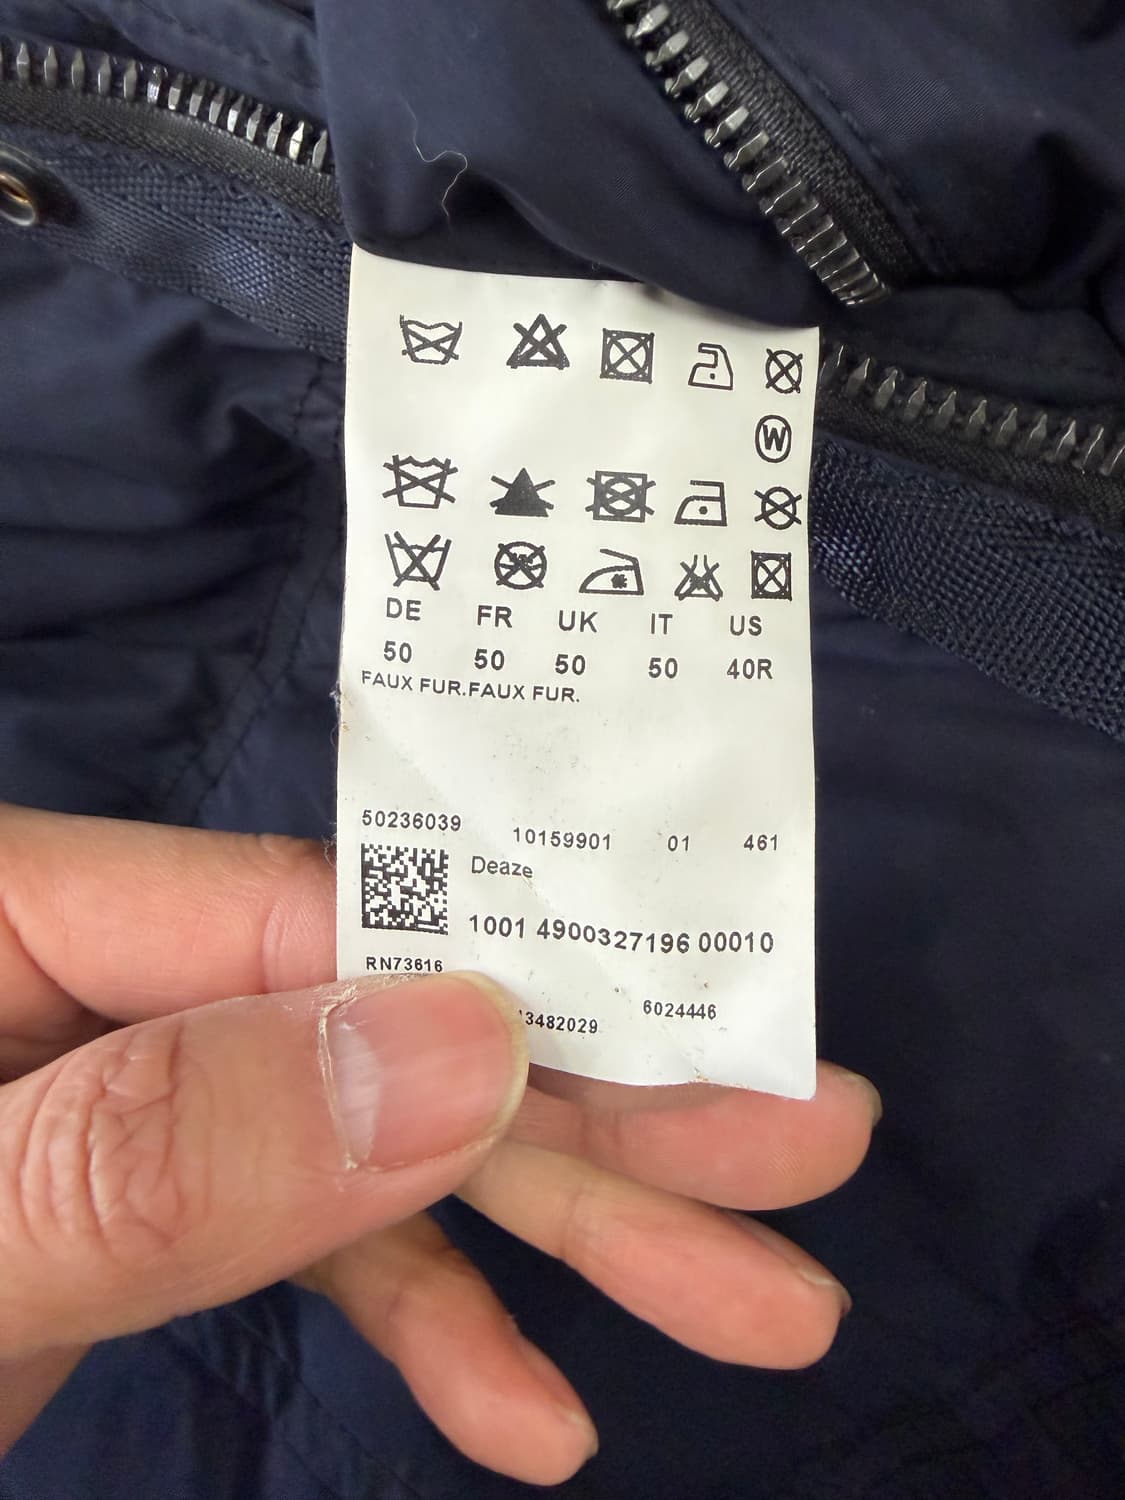 W
DE FR UK IT US
50 50 50 50 40R
FAUX FUR.FAUX FUR.
50236039 10159901 01 461
Deaze
1001 4900327196 00010
RN73616
6024446
3482029